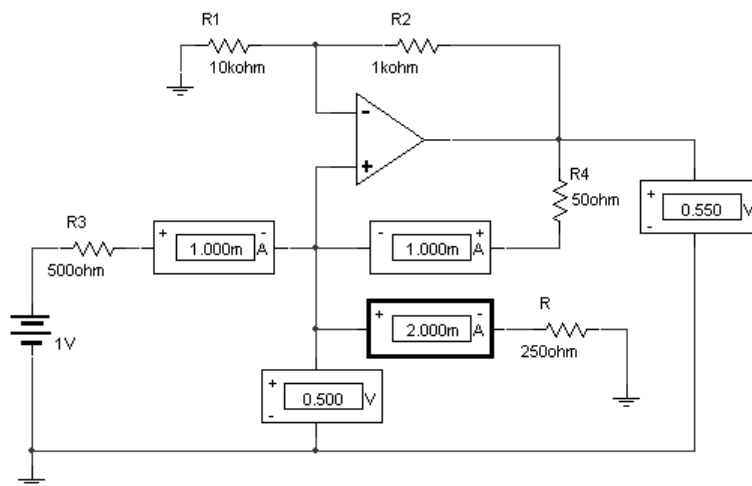 R1
10kohm
R2
1kohm
-
+
R4
50ohm
+
0.550
V
-
R3
500ohm
+
-
1.000m
A
-
+
1.000m
A
1V
+
-
2.000m
A
R
250ohm
+
0.500
V
-